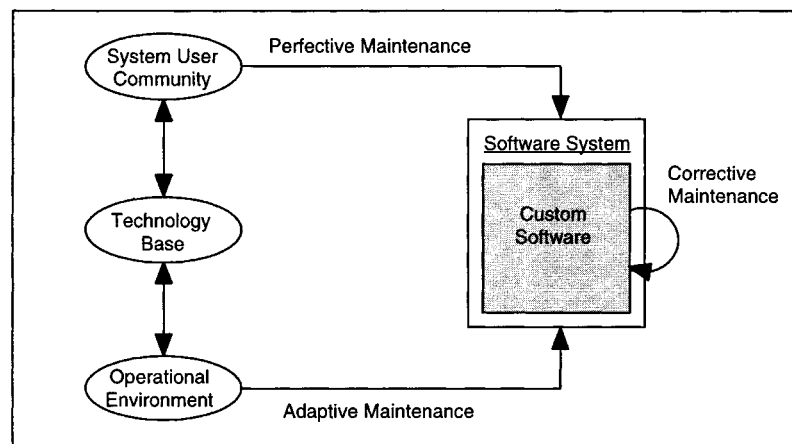 System User
Community
Perfective Maintenance
Software System
Custom
Software
Corrective
Maintenance
Technology
Base
Operational
Environment
Adaptive Maintenance